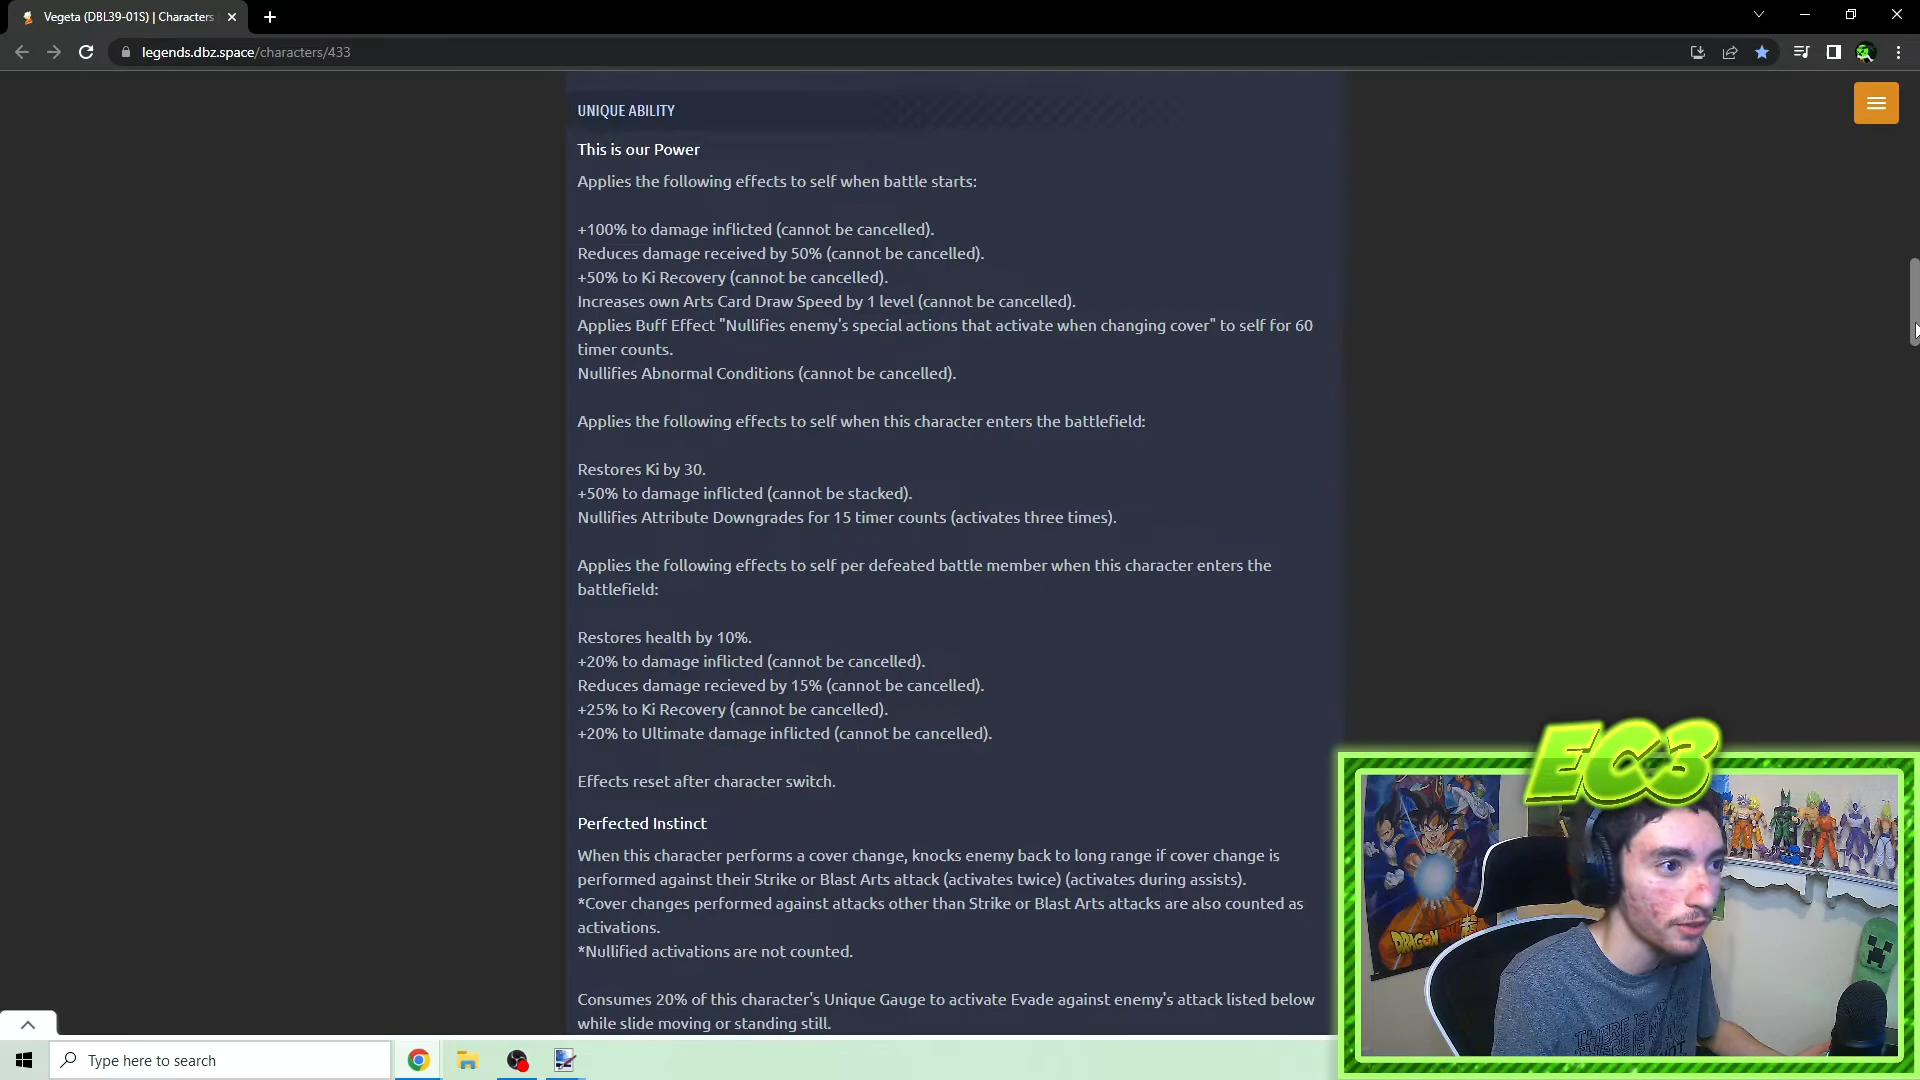 Vegeta (DBL39-01S) | Characters
legends.dbz.space/characters/433
UNIQUE ABILITY
This is our Power
Applies the following effects to self when battle starts:
+100% to damage inflicted (cannot be cancelled).
Reduces damage received by 50% (cannot be cancelled).
+50% to Ki Recovery (cannot be cancelled).
Increases own Arts Card Draw Speed by 1 level (cannot be cancelled).
Applies Buff Effect "Nullifies enemy's special actions that activate when changing cover" to self for 60
timer counts.
Nullifies Abnormal Conditions (cannot be cancelled).
Applies the following effects to self when this character enters the battlefield:
Restores Ki by 30.
+50% to damage inflicted (cannot be stacked).
Nullifies Attribute Downgrades for 15 timer counts (activates three times).
Applies the following effects to self per defeated battle member when this character enters the
battlefield:
Restores health by 10%.
+20% to damage inflicted (cannot be cancelled).
Reduces damage recieved by 15% (cannot be cancelled).
+25% to Ki Recovery (cannot be cancelled).
+20% to Ultimate damage inflicted (cannot be cancelled).
Effects reset after character switch.
Perfected Instinct
When this character performs a cover change, knocks enemy back to long range if cover change is
performed against their Strike or Blast Arts attack (activates twice) (activates during assists).
*Cover changes performed against attacks other than Strike or Blast Arts attacks are also counted as
activations.
*Nullified activations are not counted.
Consumes 20% of this character's Unique Gauge to activate Evade against enemy's attack listed below
while slide moving or standing still.
EC3
DRAGON BALL
Type here to search